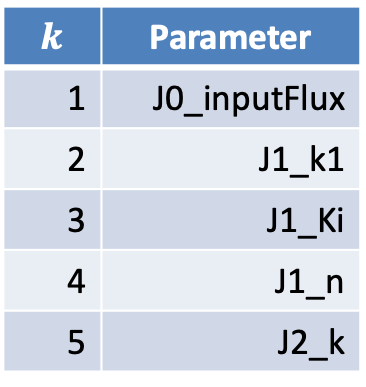 k Parameter
1 J0_inputFlux
2 J1_k1
3 J1_Ki
4 J1_n
5 J2_k